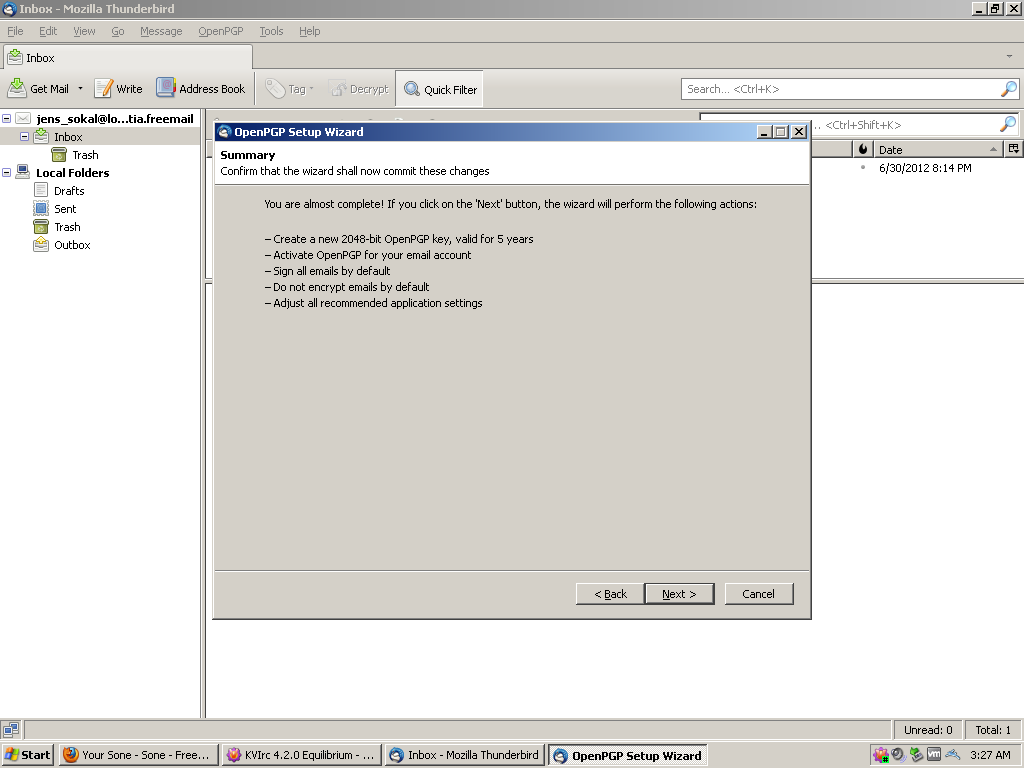 Inbox - Mozilla Thunderbird
File Edit View Go Message OpenPGP Tools Help
Inbox
Get Mail Write Address Book Tag Decrypt Quick Filter Search... <Ctrl+K>
jens_sokal@lo...tia.freemail
Inbox
Trash
Local Folders
Drafts
Sent
Trash
Outbox
... <Ctrl+Shift+K>
Date
6/30/2012 8:14 PM
OpenPGP Setup Wizard
Summary
Confirm that the wizard shall now commit these changes
You are almost complete! If you click on the 'Next' button, the wizard will perform the following actions:
– Create a new 2048-bit OpenPGP key, valid for 5 years
– Activate OpenPGP for your email account
– Sign all emails by default
– Do not encrypt emails by default
– Adjust all recommended application settings
< Back Next > Cancel
Unread: 0 Total: 1
Start Your Sone - Sone - Free... KVIrc 4.2.0 Equilibrium - ... Inbox - Mozilla Thunderbird OpenPGP Setup Wizard 3:27 AM